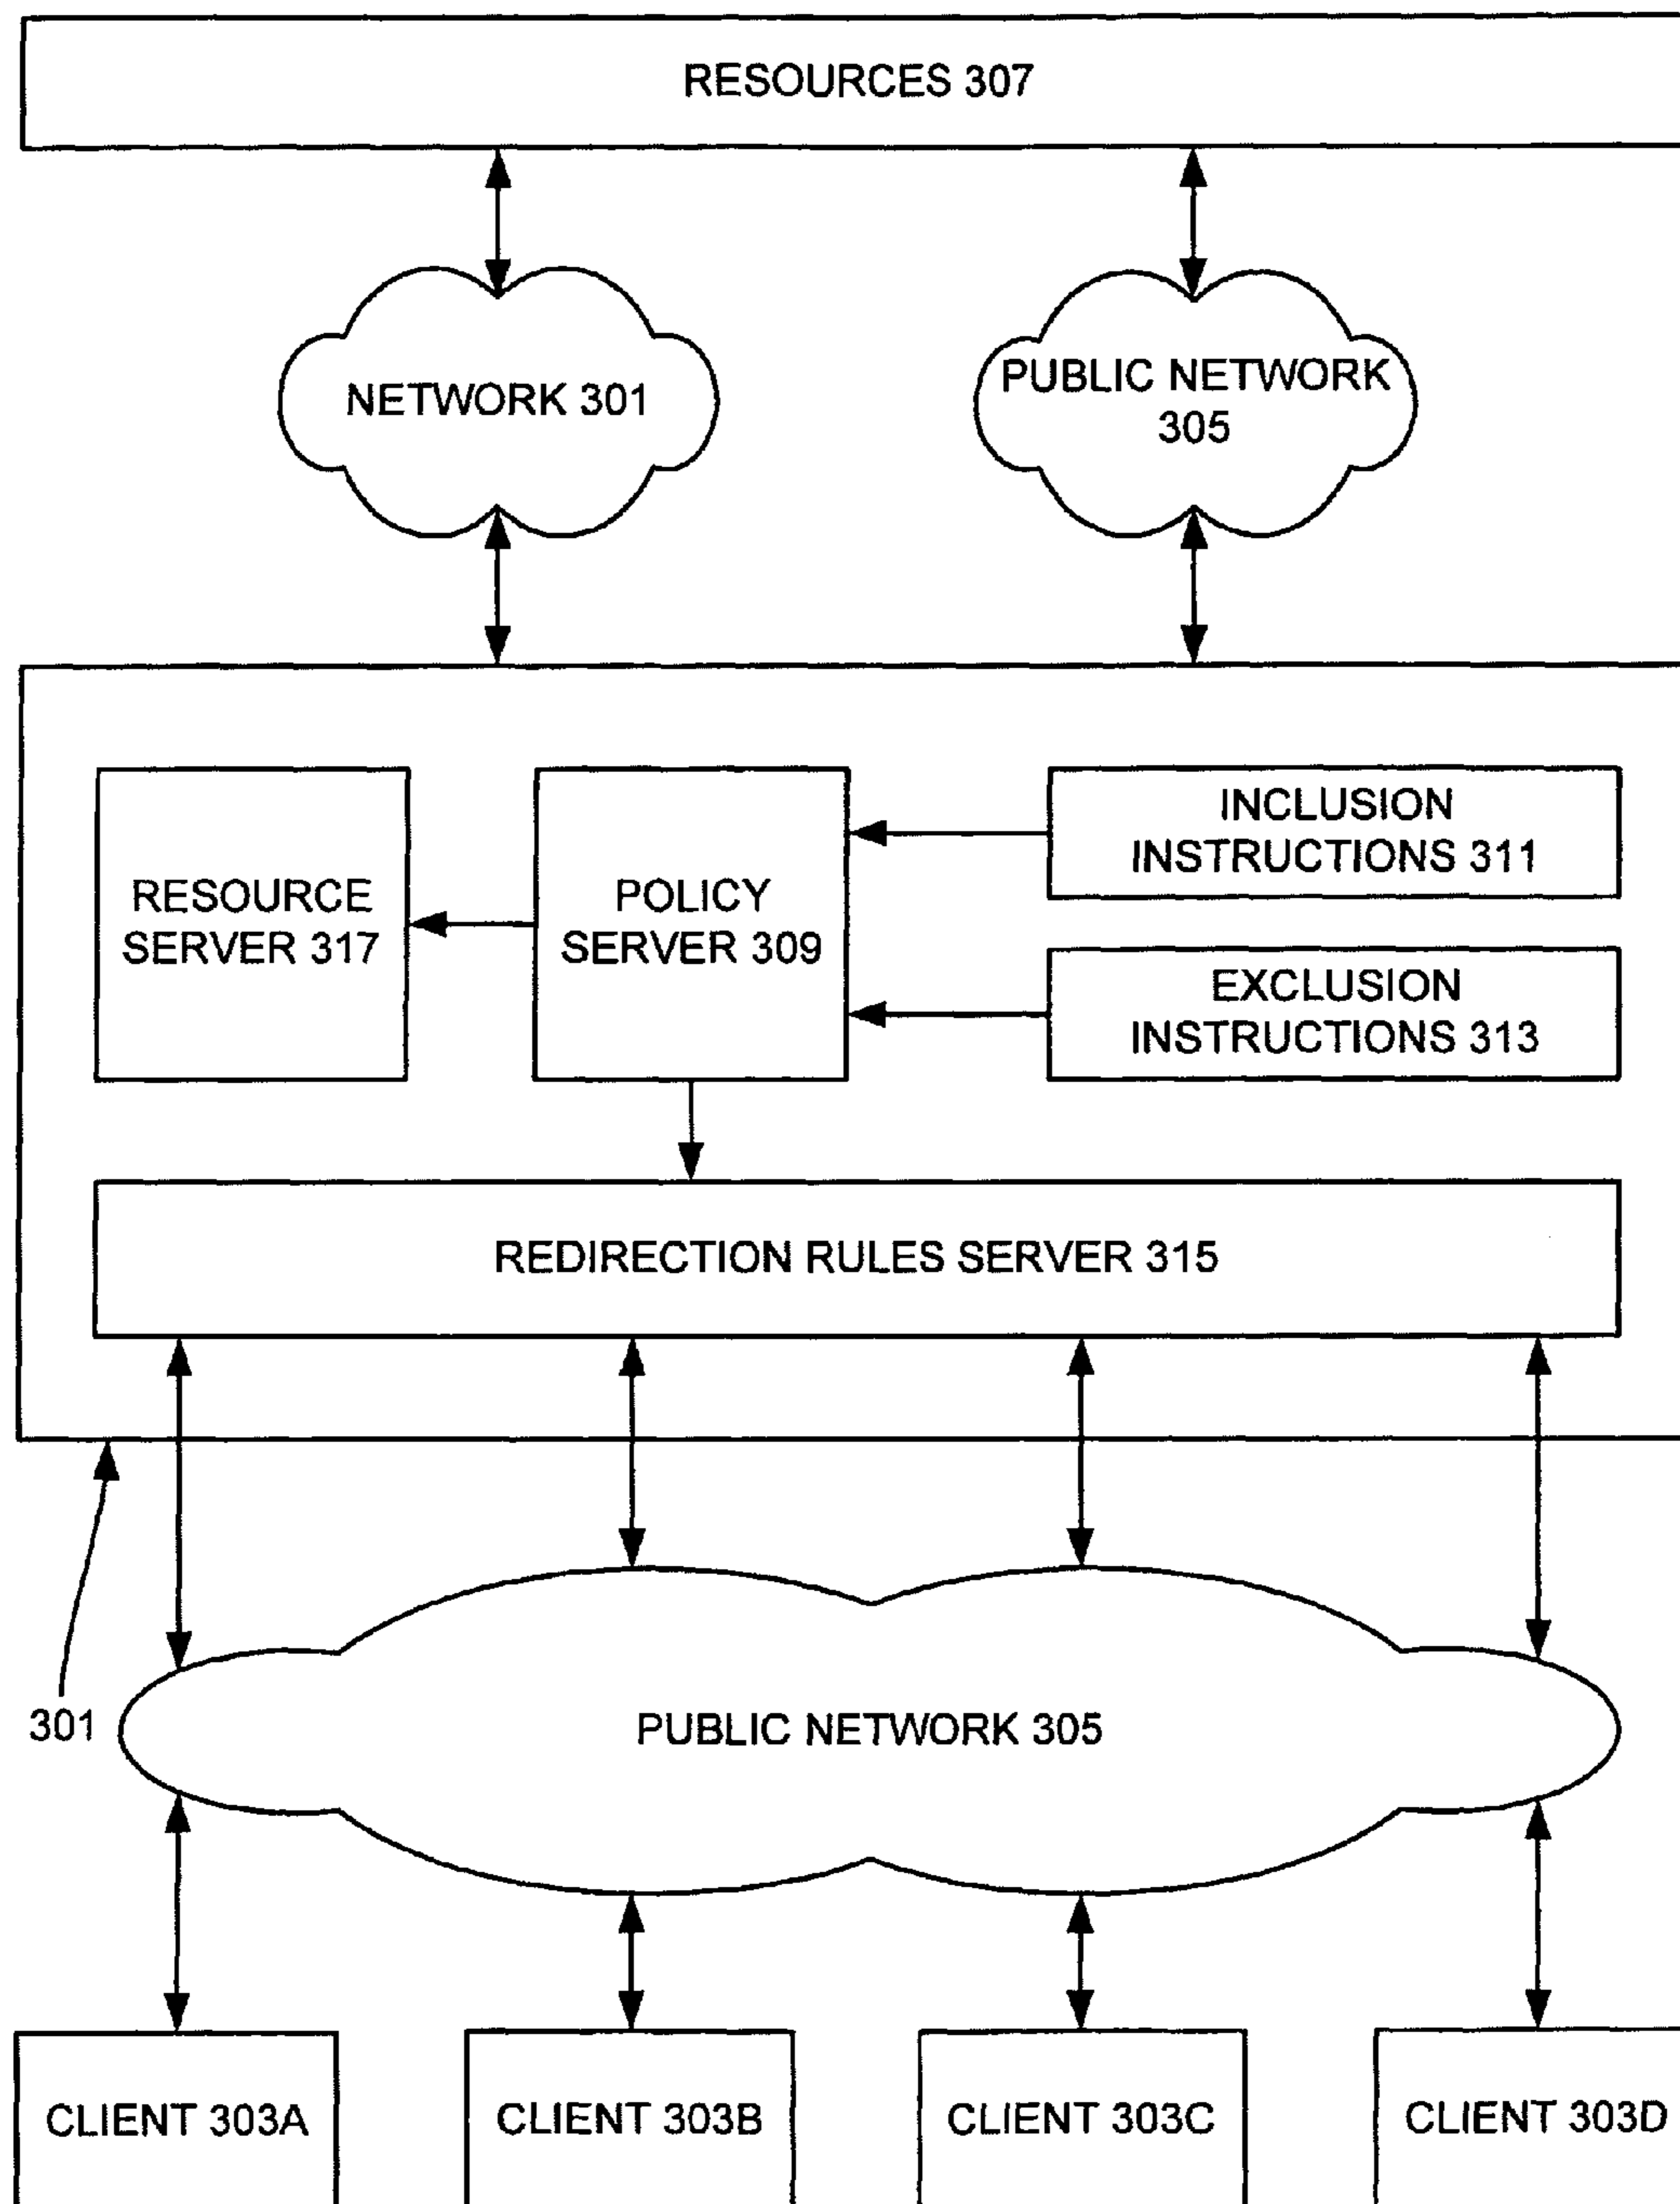 RESOURCES 307
NETWORK 301
PUBLIC NETWORK
305
RESOURCE
SERVER 317
POLICY
SERVER 309
INCLUSION
INSTRUCTIONS 311
EXCLUSION
INSTRUCTIONS 313
REDIRECTION RULES SERVER 315
301
PUBLIC NETWORK 305
CLIENT 303A
CLIENT 303B
CLIENT 303C
CLIENT 303D